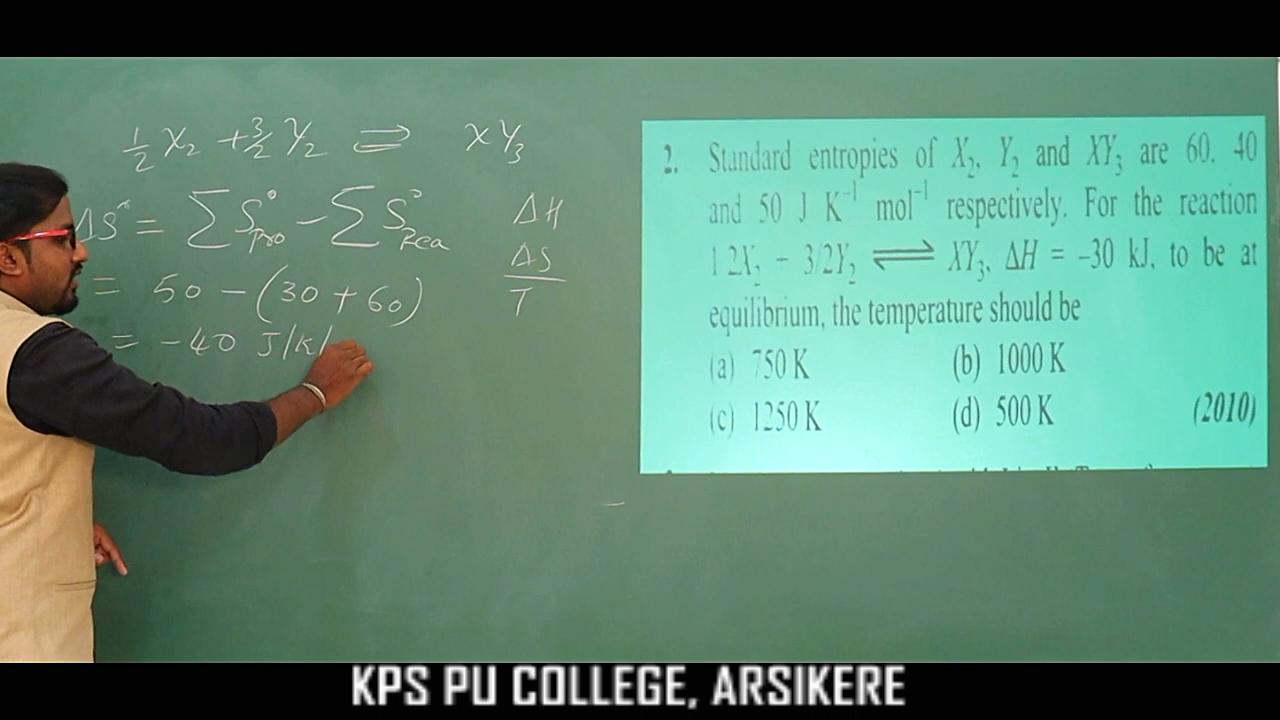 ½ X₂ + 3/2 Y₂ ⇌ XY₃
ΔS° = ∑S°Pro − ∑S°Rea
= 50 − (30 + 60)
= −40 J/K/
ΔH
ΔS
T
2. Standard entropies of X₂, Y₂ and XY₃ are 60, 40
and 50 J K⁻¹ mol⁻¹ respectively. For the reaction
1 2X₂ − 3/2Y₂ ⇌ XY₃, ΔH = −30 kJ, to be at
equilibrium, the temperature should be
(a) 750 K (b) 1000 K
(c) 1250 K (d) 500 K (2010)
KPS PU COLLEGE, ARSIKERE